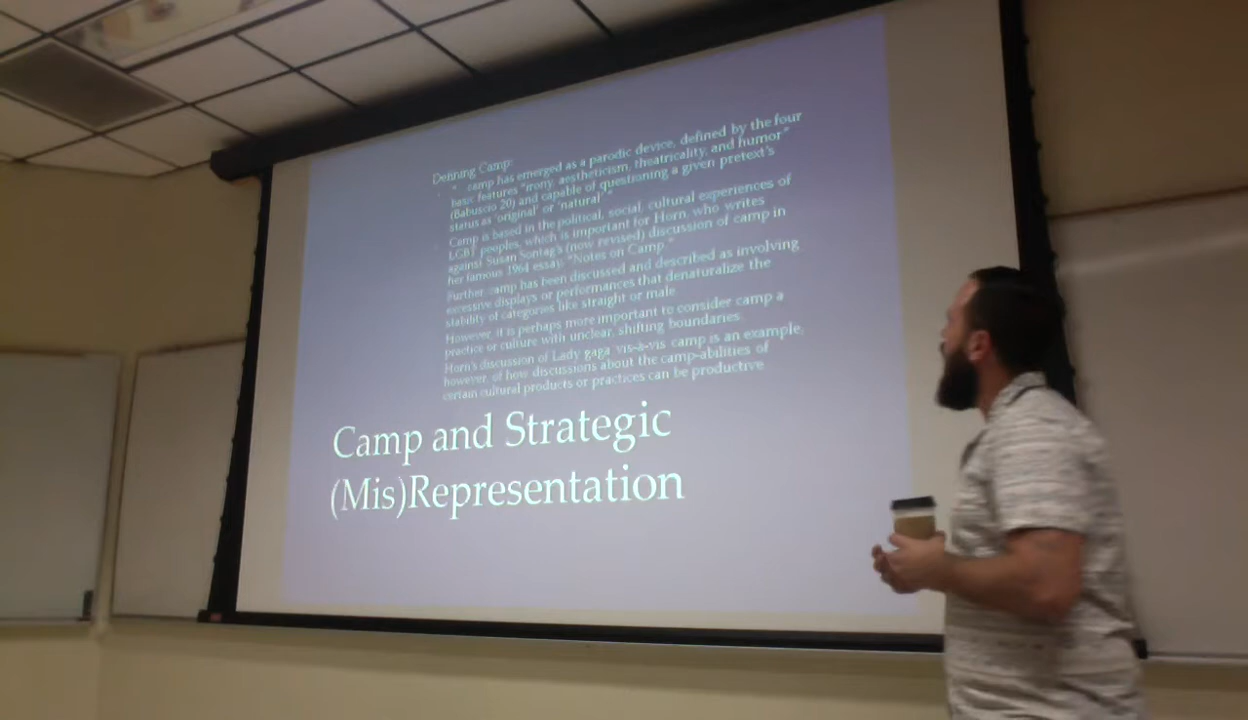 Defining Camp:
" camp has emerged as a parodic device, defined by the four
basic features "irony, aestheticism, theatricality, and humor"
(Babuscio 20) and capable of questioning a given pretext's
status as 'original' or 'natural'"
Camp is based in the political, social, cultural experiences of
LGBT peoples, which is important for Horn, who writes
against Susan Sontag's (now revised) discussion of camp in
her famous 1964 essay, "Notes on Camp."
Further, camp has been discussed and described as involving
excessive displays or performances that denaturalize the
stability of categories like straight or male
However, it is perhaps more important to consider camp a
practice or culture with unclear, shifting boundaries
Horn's discussion of Lady gaga vis-à-vis camp is an example,
however, of how discussions about the camp-abilities of
certain cultural products or practices can be productive
Camp and Strategic
(Mis)Representation